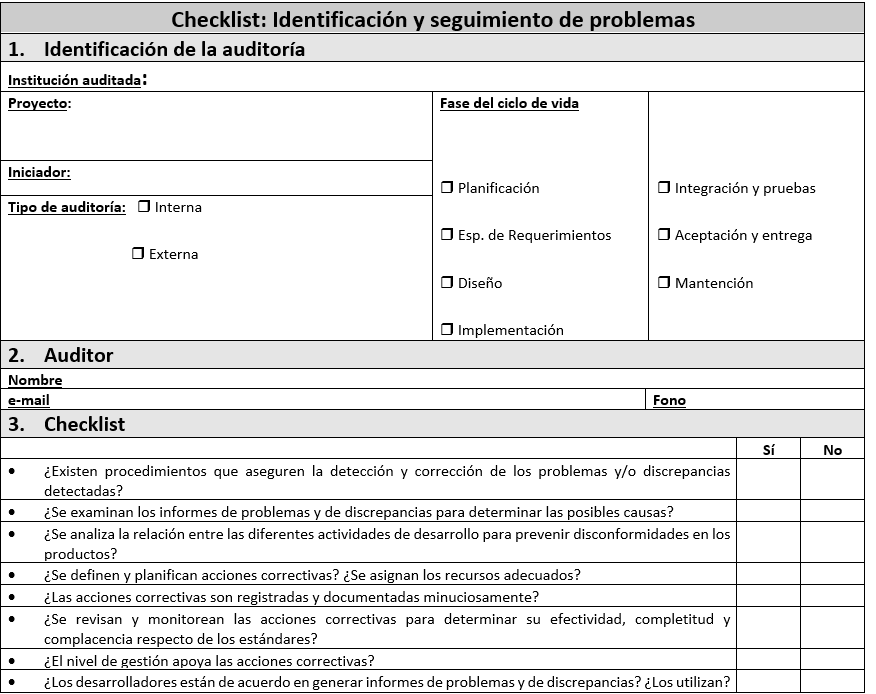 Checklist: Identificación y seguimiento de problemas
1. Identificación de la auditoría
Institución auditada:
Proyecto:
Fase del ciclo de vida
Iniciador:
Tipo de auditoría: ❒ Interna
❒ Externa
❒ Planificación
❒ Esp. de Requerimientos
❒ Diseño
❒ Implementación
❒ Integración y pruebas
❒ Aceptación y entrega
❒ Mantención
2. Auditor
Nombre
e-mail
Fono
3. Checklist
Sí No
• ¿Existen procedimientos que aseguren la detección y corrección de los problemas y/o discrepancias
detectadas?
• ¿Se examinan los informes de problemas y de discrepancias para determinar las posibles causas?
• ¿Se analiza la relación entre las diferentes actividades de desarrollo para prevenir disconformidades en los
productos?
• ¿Se definen y planifican acciones correctivas? ¿Se asignan los recursos adecuados?
• ¿Las acciones correctivas son registradas y documentadas minuciosamente?
• ¿Se revisan y monitorean las acciones correctivas para determinar su efectividad, completitud y
complacencia respecto de los estándares?
• ¿El nivel de gestión apoya las acciones correctivas?
• ¿Los desarrolladores están de acuerdo en generar informes de problemas y de discrepancias? ¿Los utilizan?